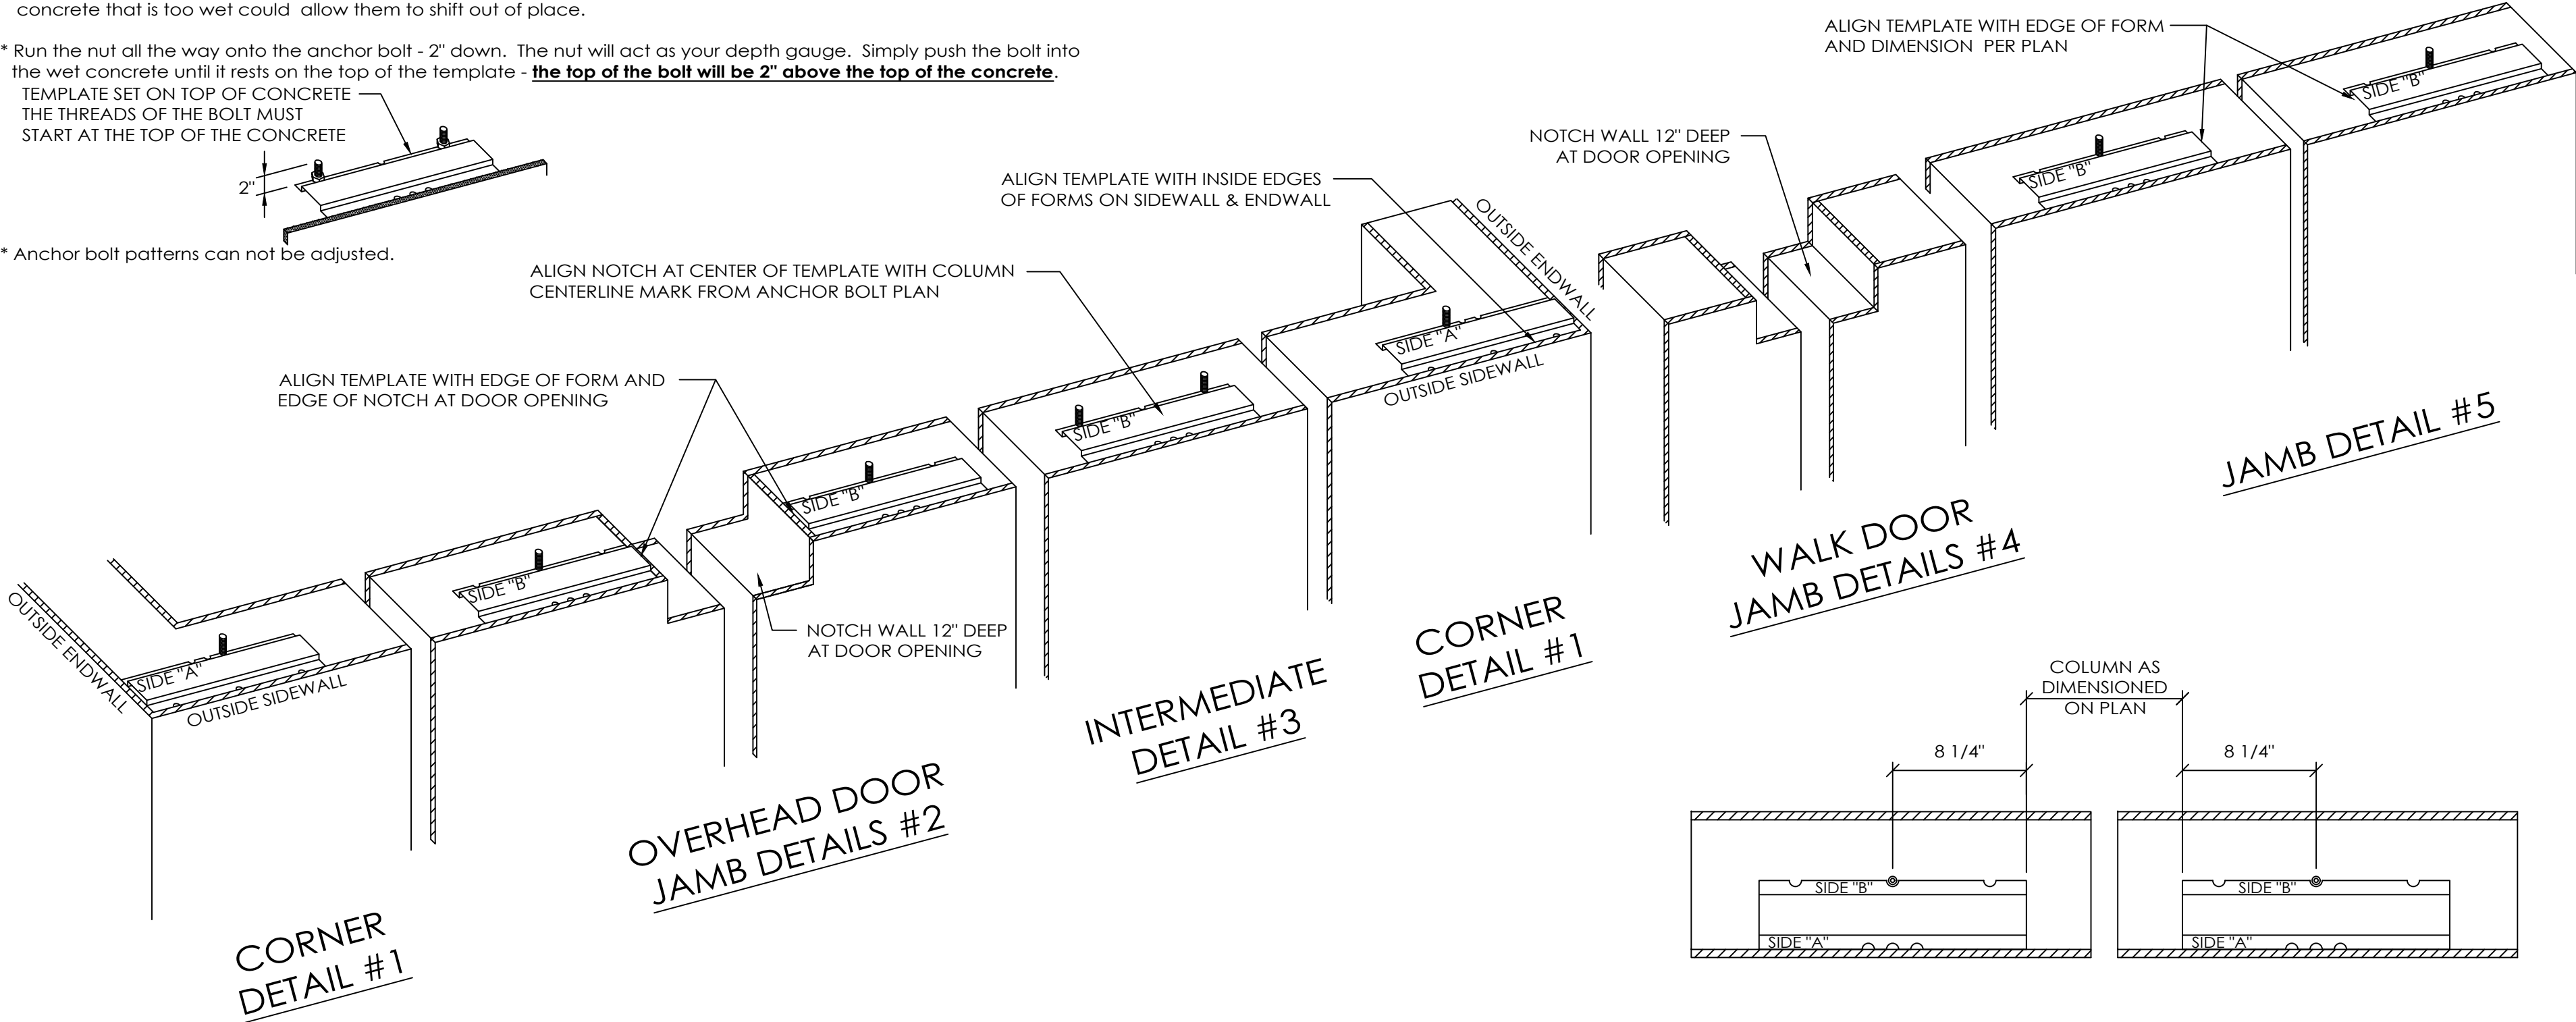 concrete that is too wet could allow them to shift out of place.
* Run the nut all the way onto the anchor bolt - 2" down. The nut will act as your depth gauge. Simply push the bolt into
the wet concrete until it rests on the top of the template - the top of the bolt will be 2" above the top of the concrete.
TEMPLATE SET ON TOP OF CONCRETE
THE THREADS OF THE BOLT MUST
START AT THE TOP OF THE CONCRETE
2"
* Anchor bolt patterns can not be adjusted.
ALIGN NOTCH AT CENTER OF TEMPLATE WITH COLUMN
CENTERLINE MARK FROM ANCHOR BOLT PLAN
ALIGN TEMPLATE WITH EDGE OF FORM AND
EDGE OF NOTCH AT DOOR OPENING
ALIGN TEMPLATE WITH INSIDE EDGES
OF FORMS ON SIDEWALL & ENDWALL
NOTCH WALL 12" DEEP
AT DOOR OPENING
ALIGN TEMPLATE WITH EDGE OF FORM
AND DIMENSION PER PLAN
OUTSIDE ENDWALL
SIDE "A"
OUTSIDE SIDEWALL
SIDE "B"
SIDE "B"
NOTCH WALL 12" DEEP
AT DOOR OPENING
SIDE "B"
SIDE "A"
OUTSIDE ENDWALL
OUTSIDE SIDEWALL
SIDE "B"
SIDE "B"
CORNER
DETAIL #1
OVERHEAD DOOR
JAMB DETAILS #2
INTERMEDIATE
DETAIL #3
CORNER
DETAIL #1
WALK DOOR
JAMB DETAILS #4
JAMB DETAIL #5
COLUMN AS
DIMENSIONED
ON PLAN
8 1/4"
8 1/4"
SIDE "B"
SIDE "A"
SIDE "B"
SIDE "A"